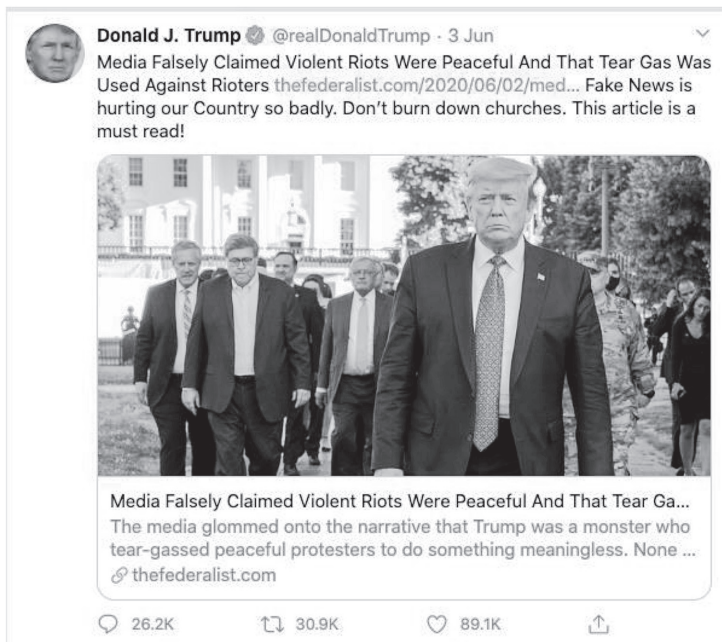 Donald J. Trump @realDonaldTrump · 3 Jun
Media Falsely Claimed Violent Riots Were Peaceful And That Tear Gas Was
Used Against Rioters thefederalist.com/2020/06/02/med... Fake News is
hurting our Country so badly. Don't burn down churches. This article is a
must read!
Media Falsely Claimed Violent Riots Were Peaceful And That Tear Ga...
The media glommed onto the narrative that Trump was a monster who
tear-gassed peaceful protesters to do something meaningless. None ...
thefederalist.com
26.2K 30.9K 89.1K